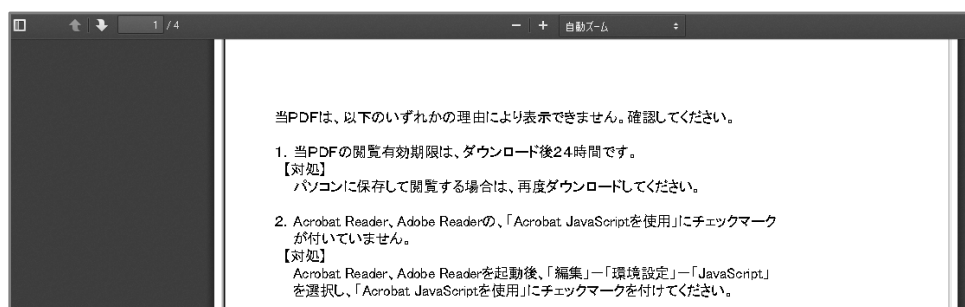 1 / 4
自動ズーム
当PDFは、以下のいずれかの理由により表示できません。確認してください。
1. 当PDFの閲覧有効期限は、ダウンロード後24時間です。
【対処】
パソコンに保存して閲覧する場合は、再度ダウンロードしてください。
2. Acrobat Reader、Adobe Readerの、「Acrobat JavaScriptを使用」にチェックマーク
が付いていません。
【対処】
Acrobat Reader、Adobe Readerを起動後、「編集」－「環境設定」－「JavaScript」
を選択し、「Acrobat JavaScriptを使用」にチェックマークを付けてください。